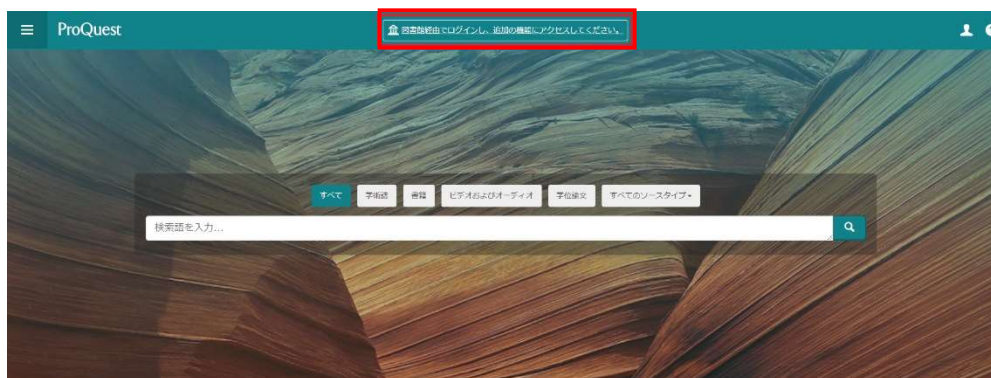 ProQuest
図書館経由でログインし、追加の機能にアクセスしてください。
すべて 学術誌 書籍 ビデオおよびオーディオ 学位論文 すべてのソースタイプ
検索語を入力...